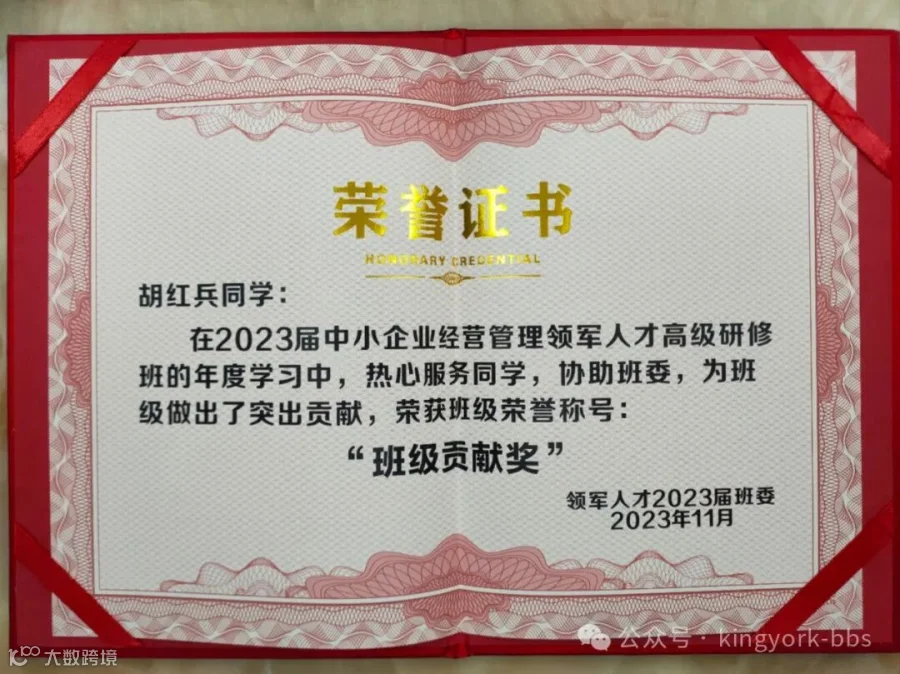 荣誉证书
HONORARY CREDENTIAL
胡红兵同学：
在2023届中小企业经营管理领军人才高级研修
班的年度学习中，热心服务同学，协助班委，为班
级做出了突出贡献，荣获班级荣誉称号：
“班级贡献奖”
领军人才2023届班委
2023年11月
公众号·kingyork-bbs
大数跨境